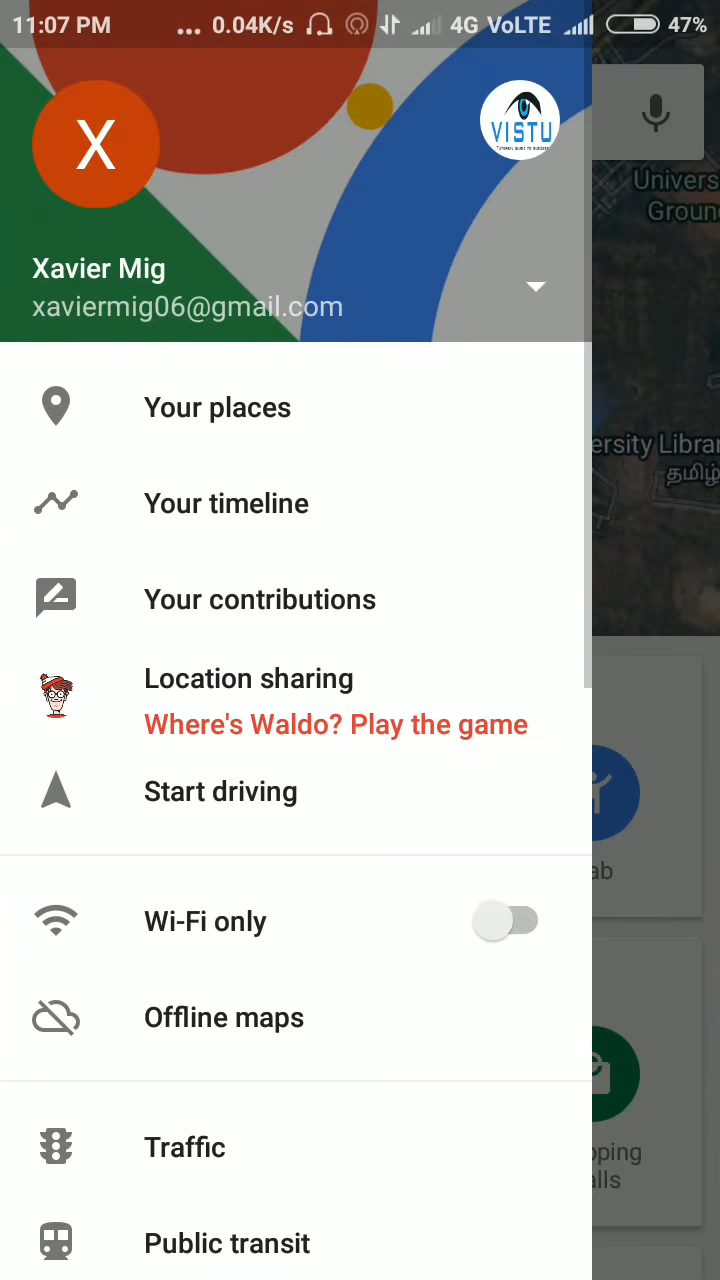 11:07 PM ... 0.04K/s 4G VoLTE 47%
X
VISTU
Xavier Mig
xaviermig06@gmail.com
Univers
Groun
Your places
ersity Librar
தமிழ்
Your timeline
Your contributions
Location sharing
Where's Waldo? Play the game
Start driving
ab
Wi-Fi only
Offline maps
Traffic
pping
alls
Public transit